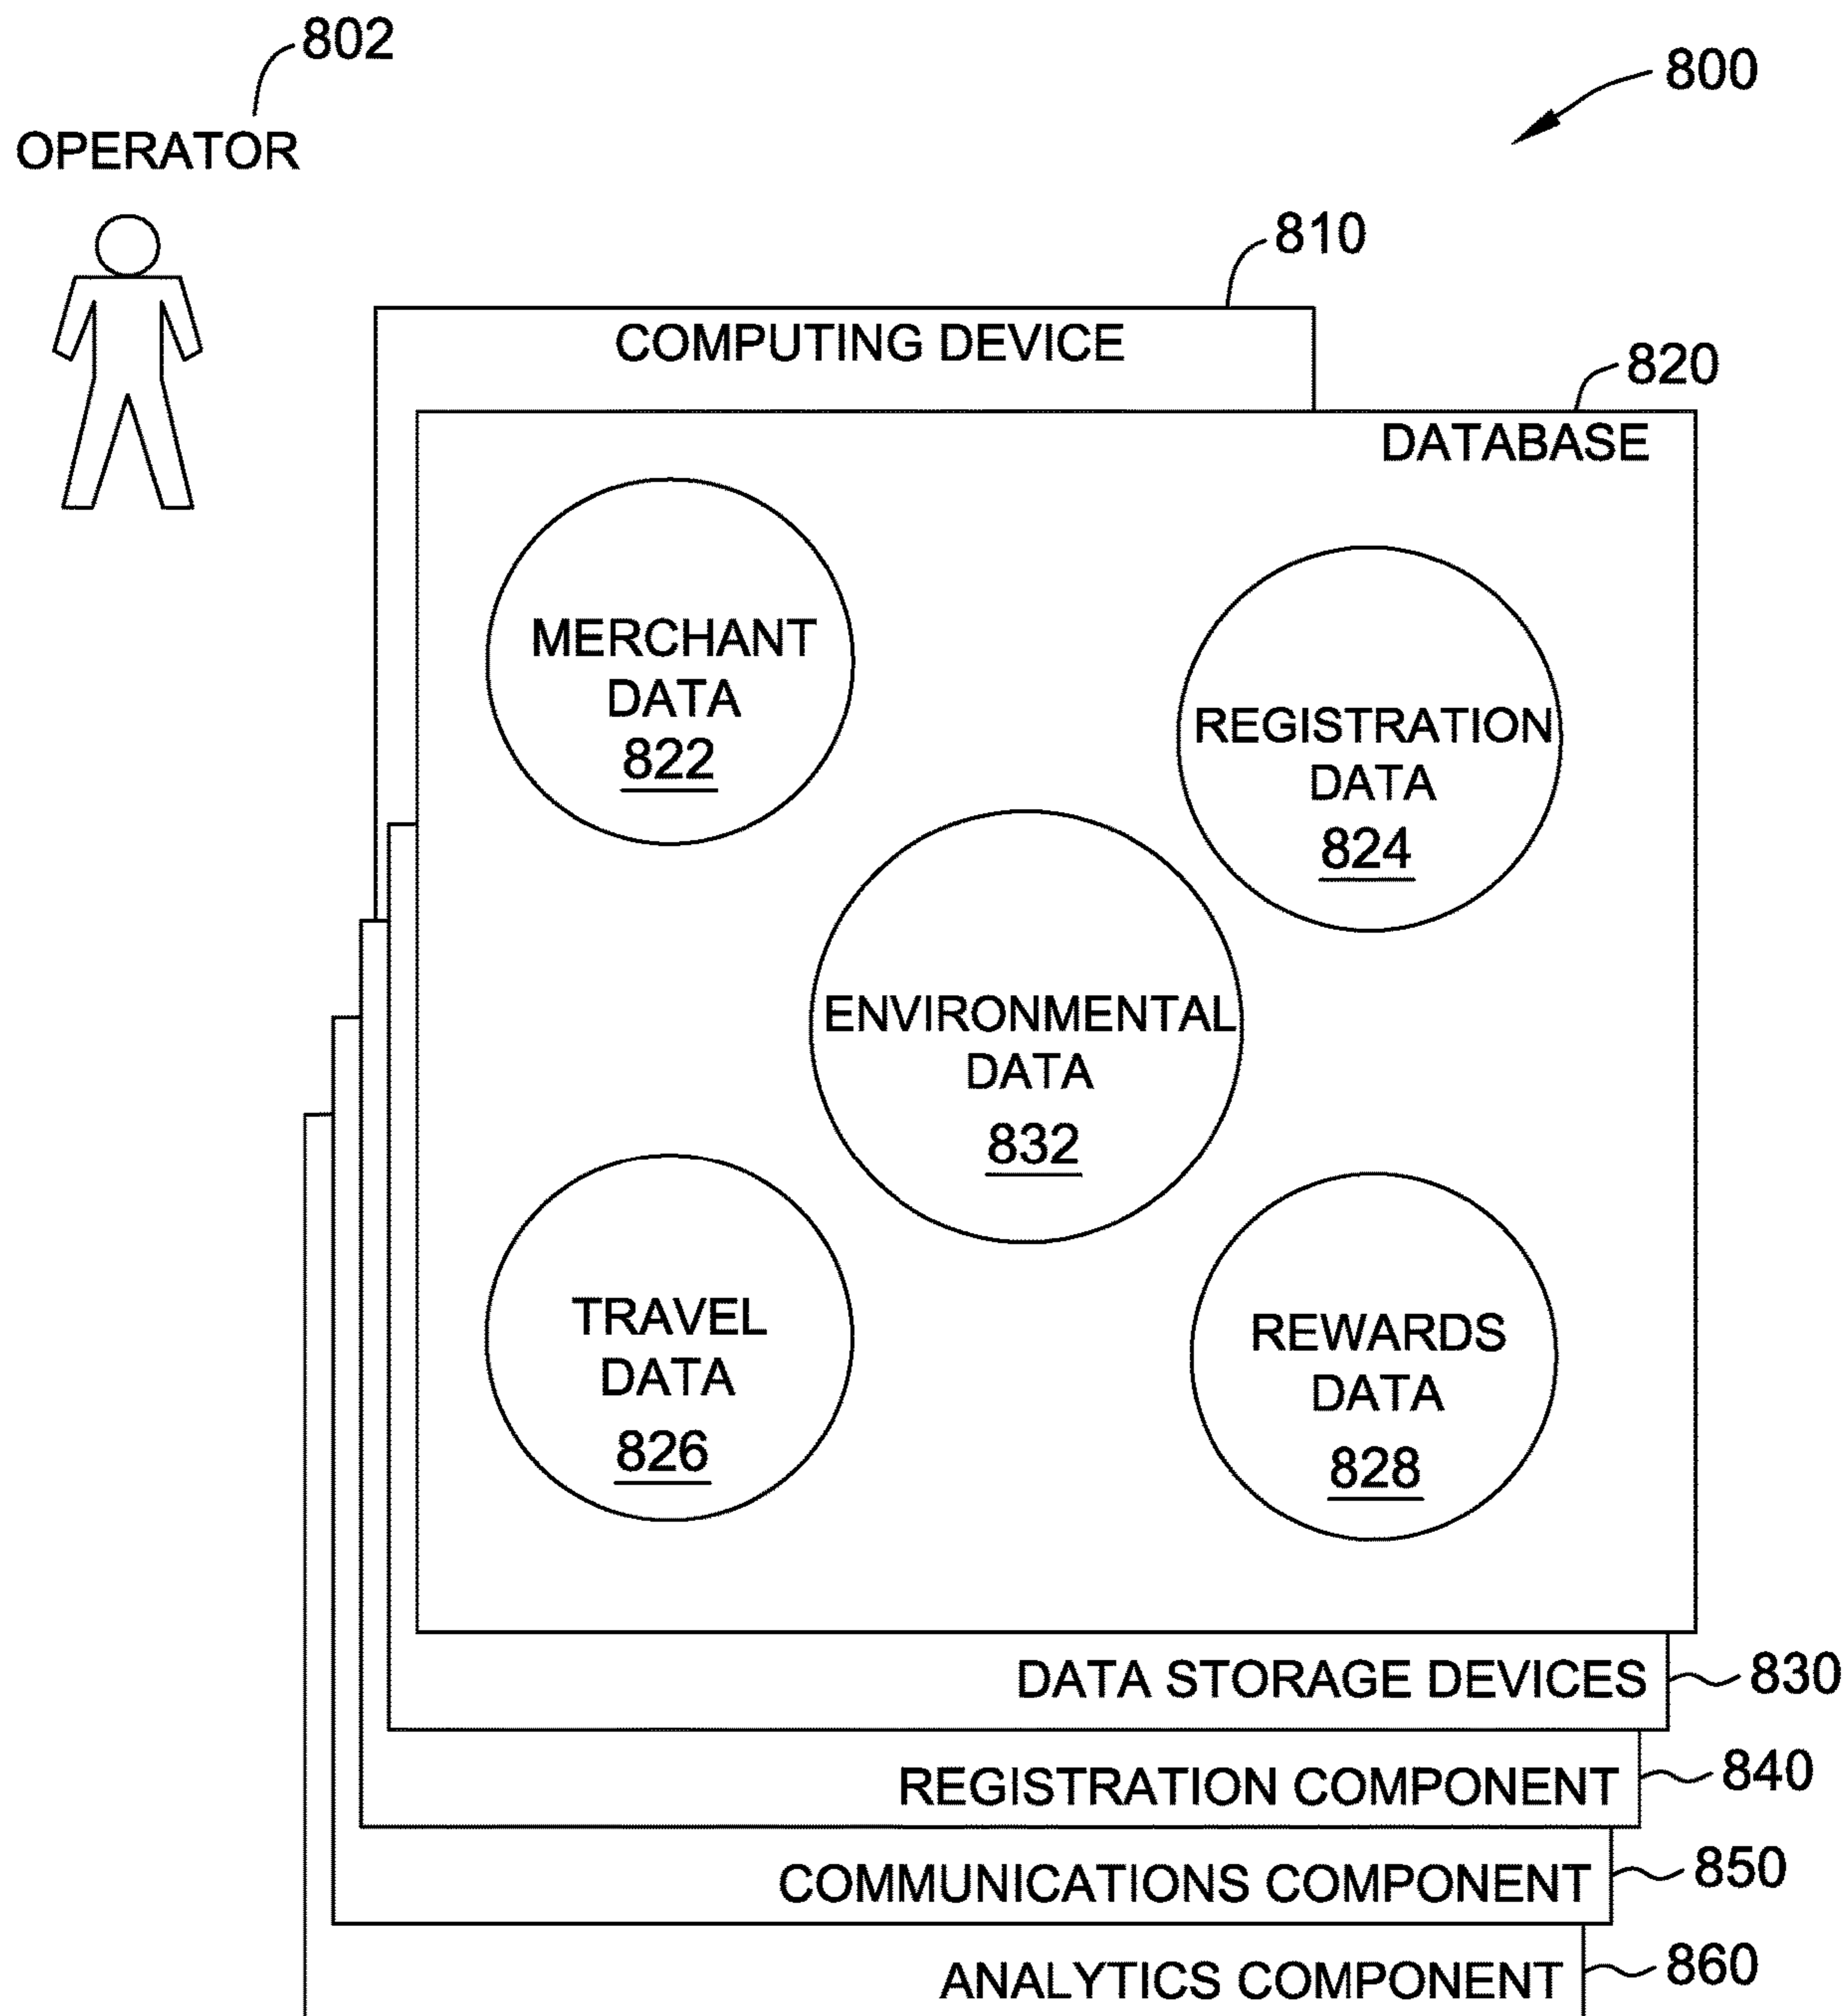 802
800
OPERATOR
810
COMPUTING DEVICE
820
DATABASE
MERCHANT
DATA
822
REGISTRATION
DATA
824
ENVIRONMENTAL
DATA
832
TRAVEL
DATA
826
REWARDS
DATA
828
DATA STORAGE DEVICES
830
REGISTRATION COMPONENT
840
COMMUNICATIONS COMPONENT
850
ANALYTICS COMPONENT
860